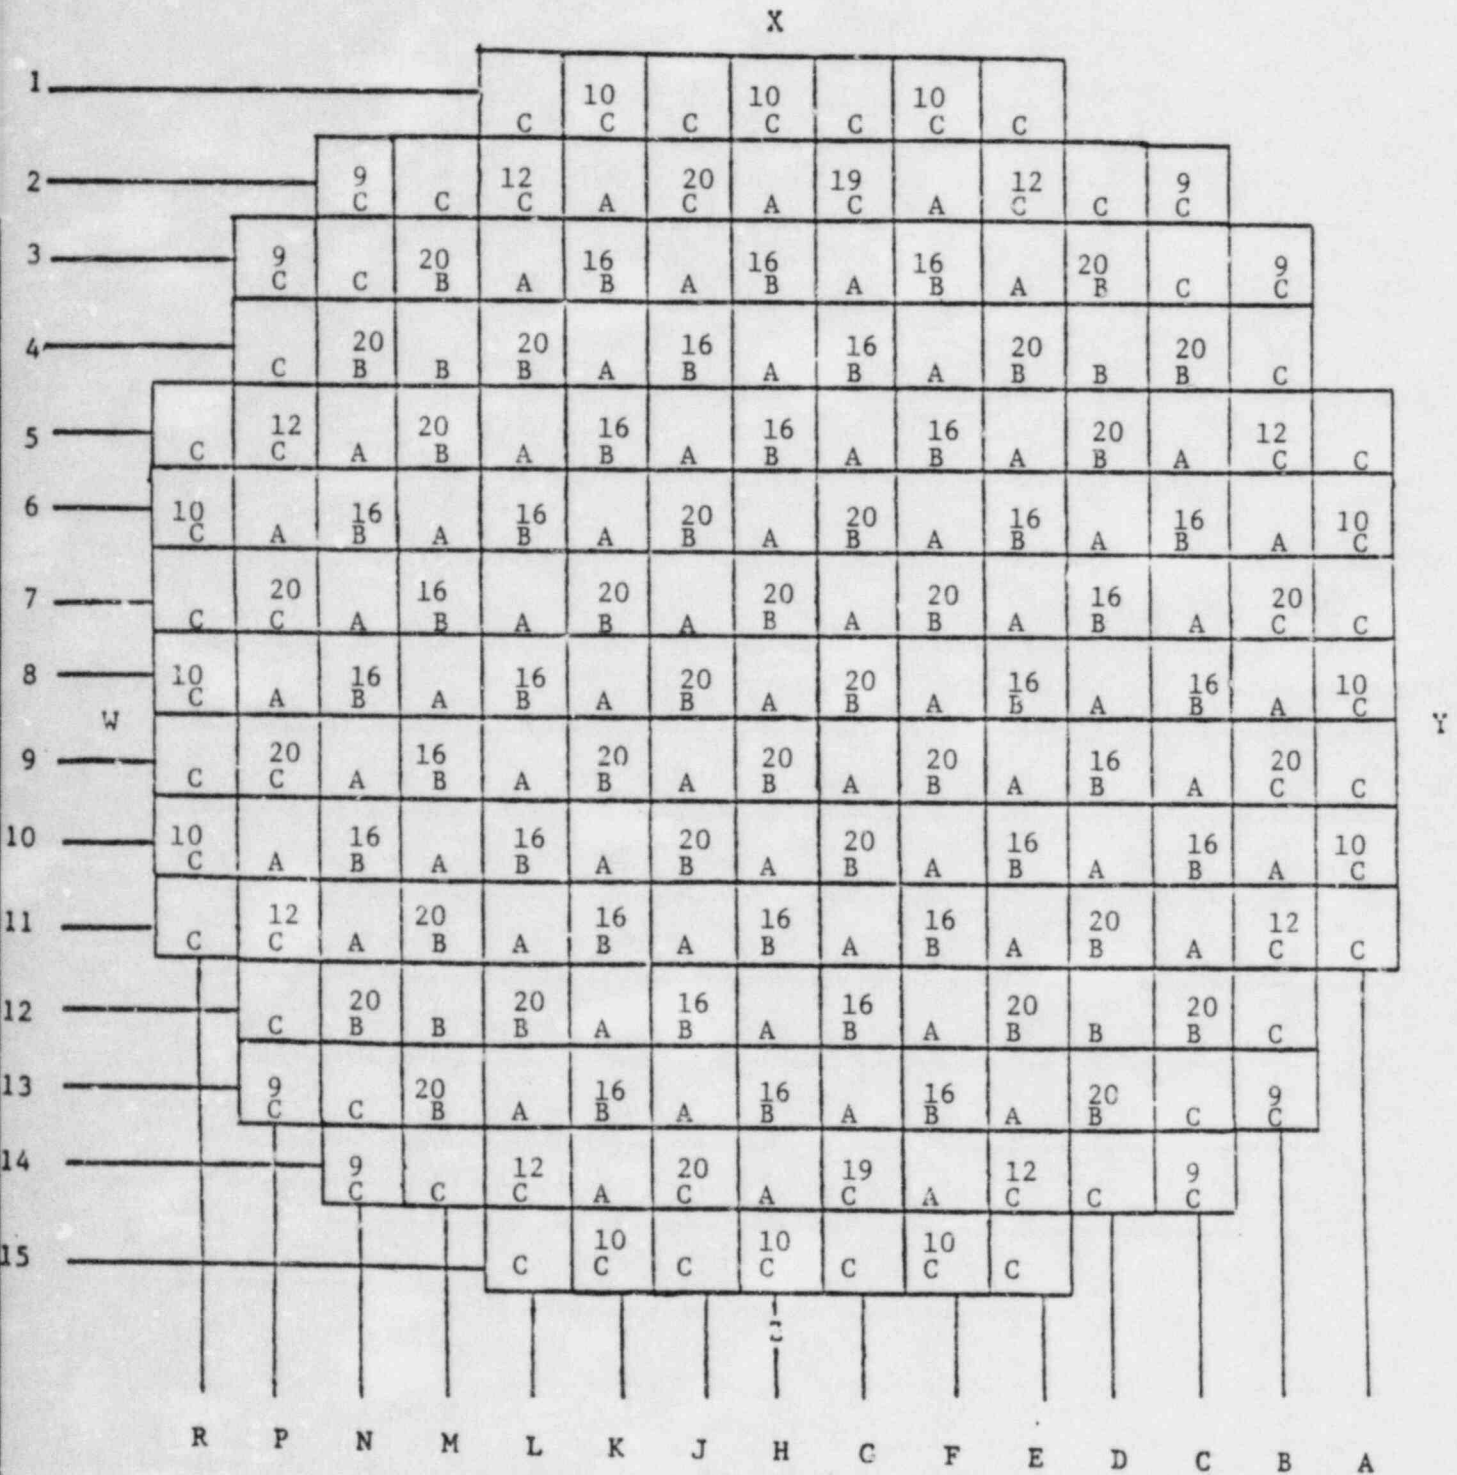 X
1 10 10 10
C C C C C C C
2 9 12 20 19 12 9
C C C A C A C A C C C
3 9 20 16 16 16 20 9
C C B A B A B A B A B C C
4 20 20 16 16 20 20
C B B B A B A B A B B B C
5 12 20 16 16 16 20 12
C C A B A B A B A B A B A C C
6 10 16 16 20 20 16 16 10
C A B A B A B A B A B A B A C
7 20 16 20 20 20 16 20
C C A B A B A B A B A B A C C
8 10 16 16 20 20 16 16 10
C A B A B A B A B A B A B A C
W Y
9 20 16 20 20 20 16 20
C C A B A B A B A B A B A C C
10 10 16 16 20 20 16 16 10
C A B A B A B A B A B A B A C
11 12 20 16 16 16 20 12
C C A B A B A B A B A B A C C
12 20 20 16 16 20 20
C B B B A B A B A B B B C
13 9 20 16 16 16 20 9
C C B A B A B A B A B C C
14 9 12 20 19 12 9
C C C A C A C A C C C
15 10 10 10
C C C C C C C
R P N M L K J H G F E D C B A